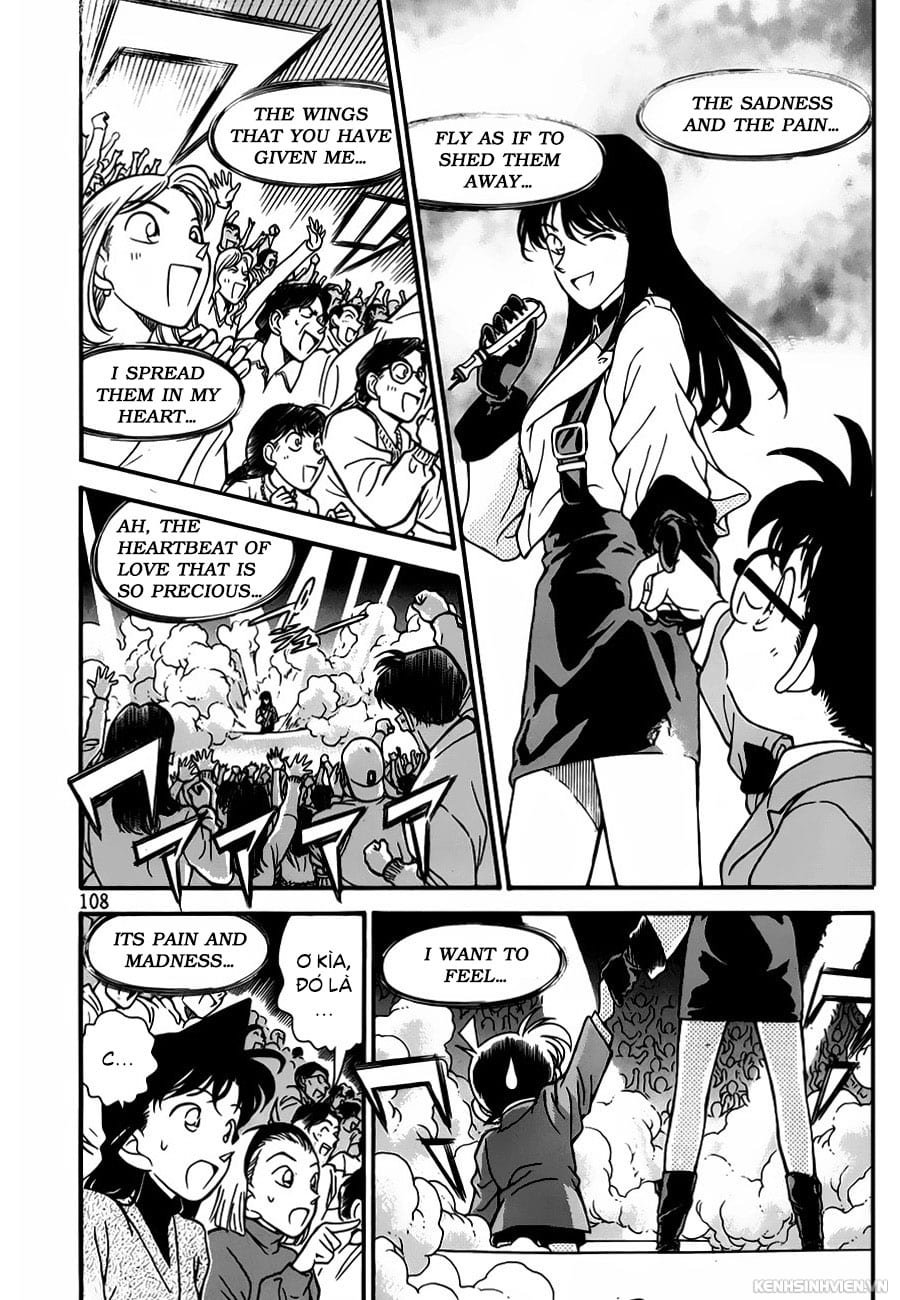 THE SADNESS
AND THE PAIN...
FLY AS IF TO
SHED THEM
AWAY...
THE WINGS
THAT YOU HAVE
GIVEN ME...
I SPREAD
THEM IN MY
HEART...
AH, THE
HEARTBEAT OF
LOVE THAT IS
SO PRECIOUS...
108
I WANT TO
FEEL...
ITS PAIN AND
MADNESS...
Ơ KÌA,
ĐÓ LÀ
...
C...
KENHSINHVIEN.VN